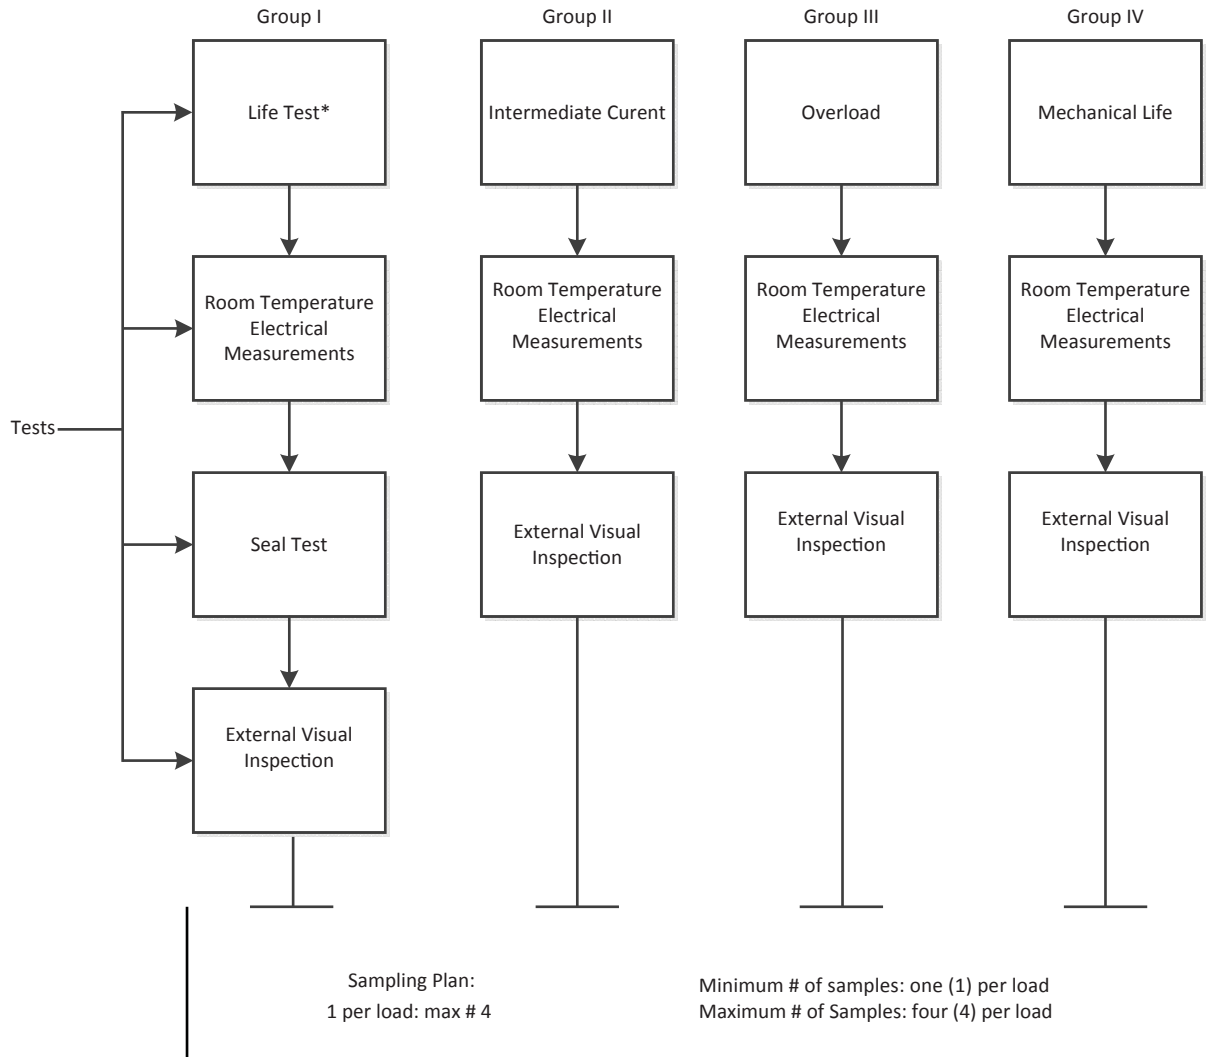 Group I
Group II
Group III
Group IV
Life Test*
Intermediate Curent
Overload
Mechanical Life
Room Temperature
Electrical
Measurements
Room Temperature
Electrical
Measurements
Room Temperature
Electrical
Measurements
Room Temperature
Electrical
Measurements
Tests
Seal Test
External Visual
Inspection
External Visual
Inspection
External Visual
Inspection
External Visual
Inspection
Sampling Plan:
1 per load: max # 4
Minimum # of samples: one (1) per load
Maximum # of Samples: four (4) per load